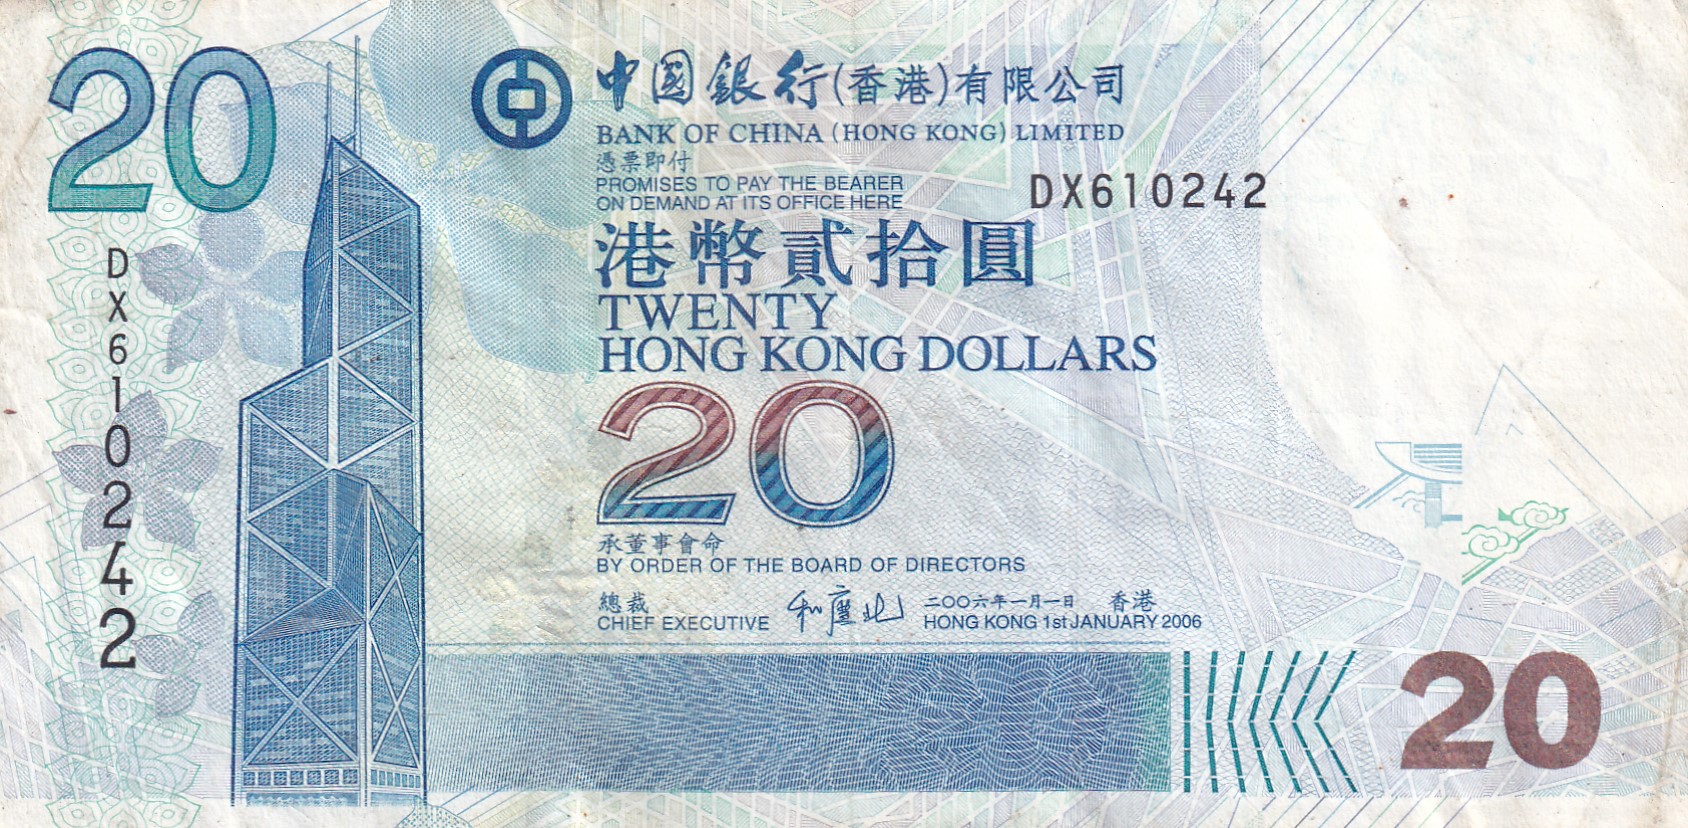 20
中國銀行(香港)有限公司
BANK OF CHINA (HONG KONG) LIMITED
憑票即付
PROMISES TO PAY THE BEARER
ON DEMAND AT ITS OFFICE HERE
DX610242
港幣貳拾圓
TWENTY
HONG KONG DOLLARS
DX610242
20
承董事會命
BY ORDER OF THE BOARD OF DIRECTORS
總裁
CHIEF EXECUTIVE
和廣北
二〇〇六年一月一日 香港
HONG KONG 1st JANUARY 2006
20